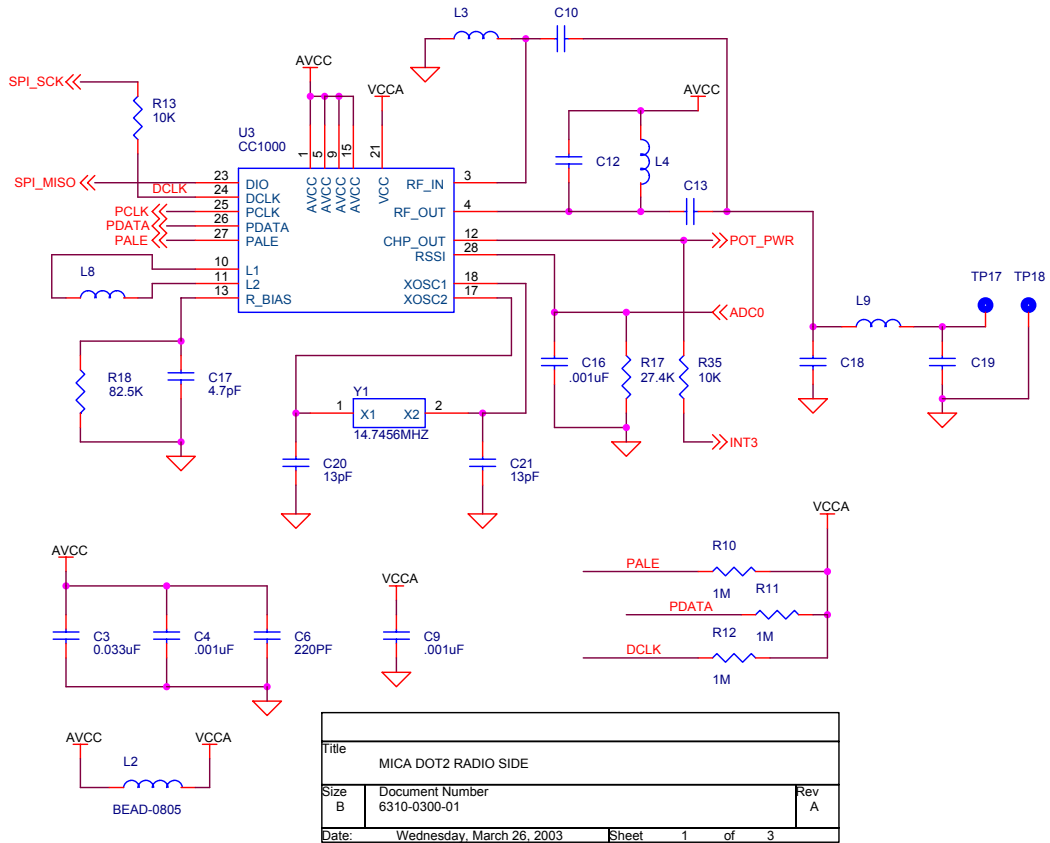 L3
C10
AVCC
SPI_SCK
R13
10K
VCCA
AVCC
U3
CC1000
C12
L4
1
5
9
15
21
SPI_MISO
23
DIO
AVCC
AVCC
AVCC
AVCC
VCC
RF_IN
3
DCLK
24
DCLK
C13
PCLK
25
PCLK
RF_OUT
4
PDATA
26
PDATA
PALE
27
PALE
CHP_OUT
12
POT_PWR
RSSI
28
L8
10
L1
11
L2
XOSC1
18
13
R_BIAS
XOSC2
17
TP17
TP18
L9
ADC0
R18
82.5K
C17
4.7pF
C16
.001uF
R17
27.4K
R35
10K
C18
C19
Y1
1
X1
X2
2
14.7456MHZ
INT3
C20
13pF
C21
13pF
VCCA
AVCC
PALE
R10
1M
VCCA
R11
PDATA
1M
C3
0.033uF
C4
.001uF
C6
220PF
C9
.001uF
R12
DCLK
1M
AVCC
VCCA
L2
BEAD-0805
Title
MICA DOT2 RADIO SIDE
Size
B
Document Number
6310-0300-01
Rev
A
Date: Wednesday, March 26, 2003 Sheet 1 of 3